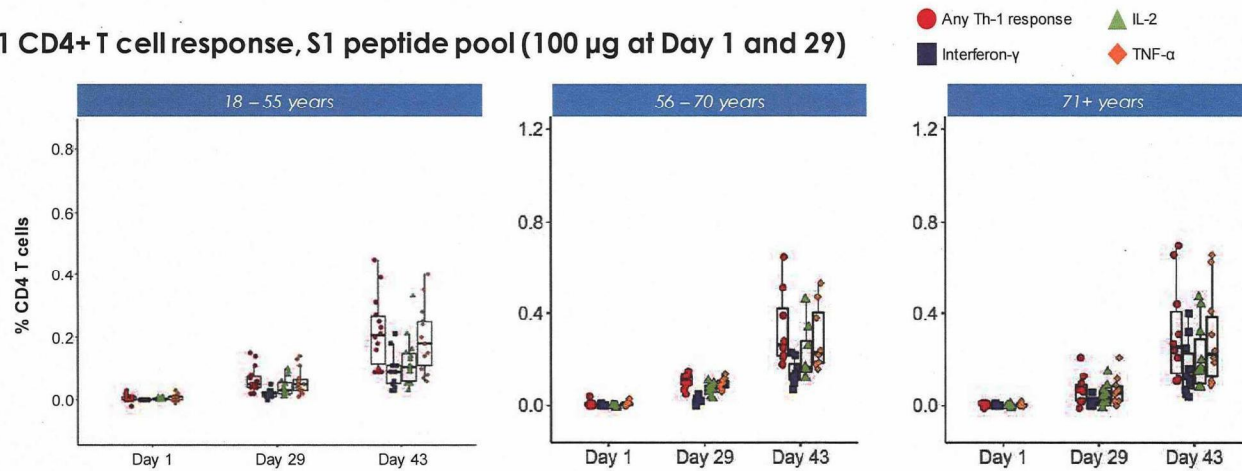 1 CD4+ T cell response, S1 peptide pool (100 µg at Day 1 and 29)
Any Th-1 response
IL-2
Interferon-γ
TNF-α
18 – 55 years
56 – 70 years
71+ years
% CD4 T cells
0.8
0.6
0.4
0.2
0.0
Day 1
Day 29
Day 43
1.2
0.8
0.4
0.0
Day 1
Day 29
Day 43
1.2
0.8
0.4
0.0
Day 1
Day 29
Day 43